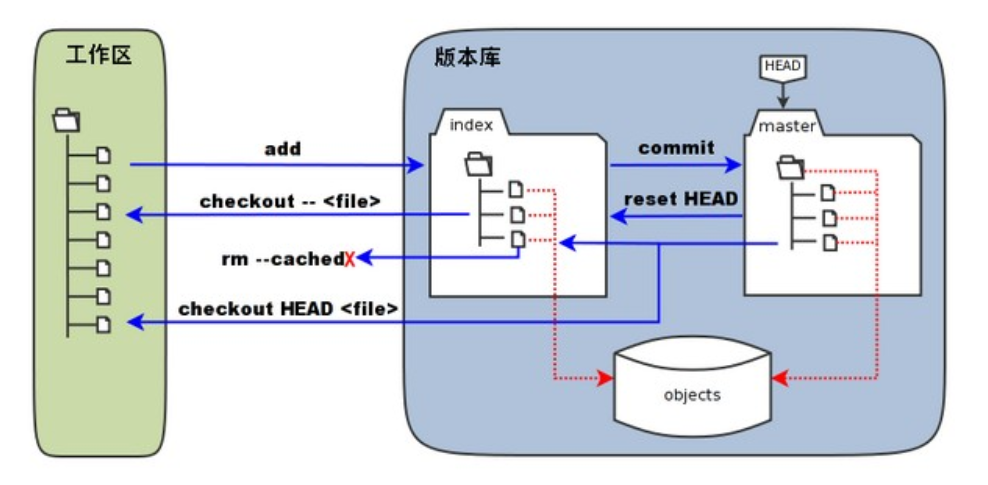 工作区
版本库
HEAD
index
master
add
commit
checkout -- <file>
reset HEAD
rm --cachedX
checkout HEAD <file>
objects